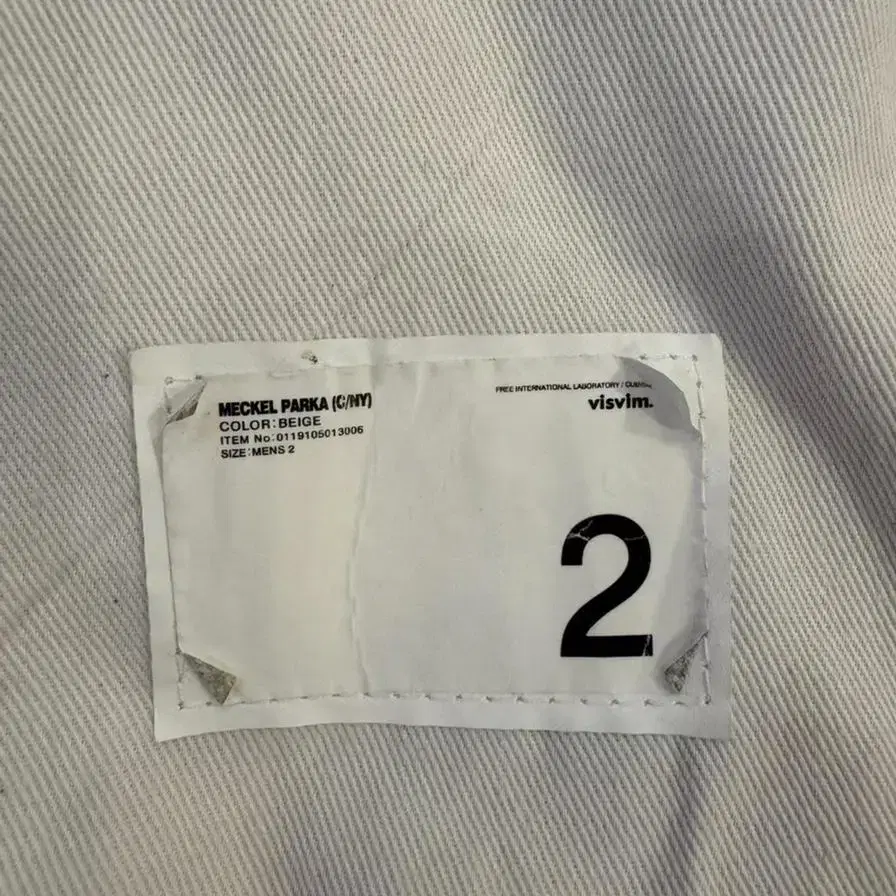 MECKEL PARKA (C/NY)
COLOR:BEIGE
ITEM No:0119105013006
SIZE:MENS 2
FREE INTERNATIONAL LABORATORY /
visvim.
2